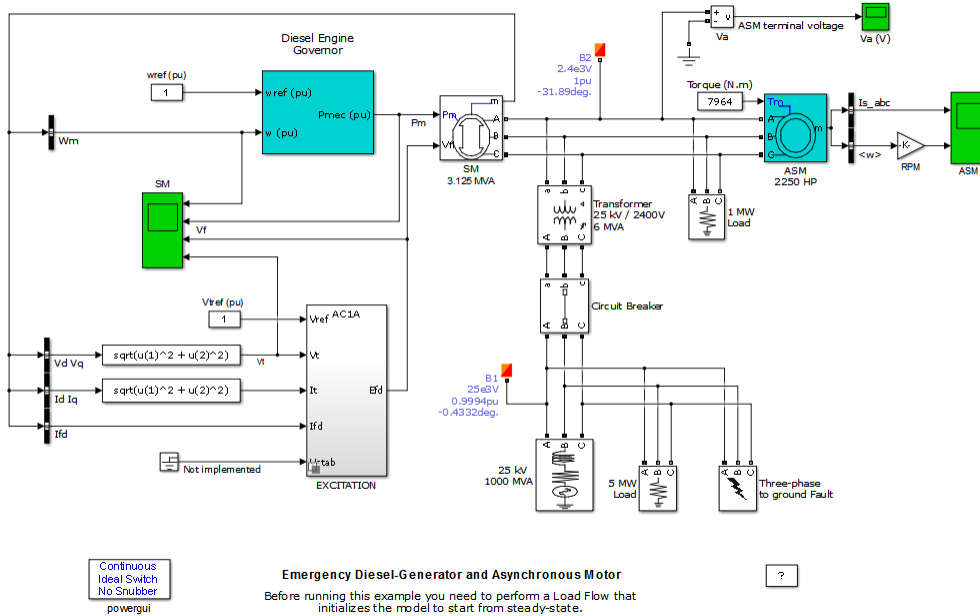 Diesel Engine
Governor
wref (pu)
1
wref (pu)
w (pu)
Pmec (pu)
Wm
Pm
Pm
Vf
m
A
B
C
SM
3.125 MVA
B2
2.4e3V
1pu
-31.89deg.
+
-
v
Va
ASM terminal voltage
Va (V)
Torque (N.m)
7964
Trq
A
B
C
m
ASM
2250 HP
Is_abc
<w>
-K-
RPM
ASM
SM
Vf
a b c
A B C
Transformer
25 kV / 2400V
6 MVA
A B C
1 MW
Load
a b c
A B C
Circuit Breaker
Vtref (pu)
1
Vref
AC1A
Vd Vq
sqrt(u(1)^2 + u(2)^2)
Vt
Vt
Id Iq
sqrt(u(1)^2 + u(2)^2)
It
Efd
Ifd
Ifd
Not implemented
EXCITATION
B1
25e3V
0.9994pu
-0.4332deg.
A B C
25 kV
1000 MVA
A B C
5 MW
Load
A B C
Three-phase
to ground Fault
Continuous
Ideal Switch
No Snubber
powergui
Emergency Diesel-Generator and Asynchronous Motor
Before running this example you need to perform a Load Flow that
initializes the model to start from steady-state.
?